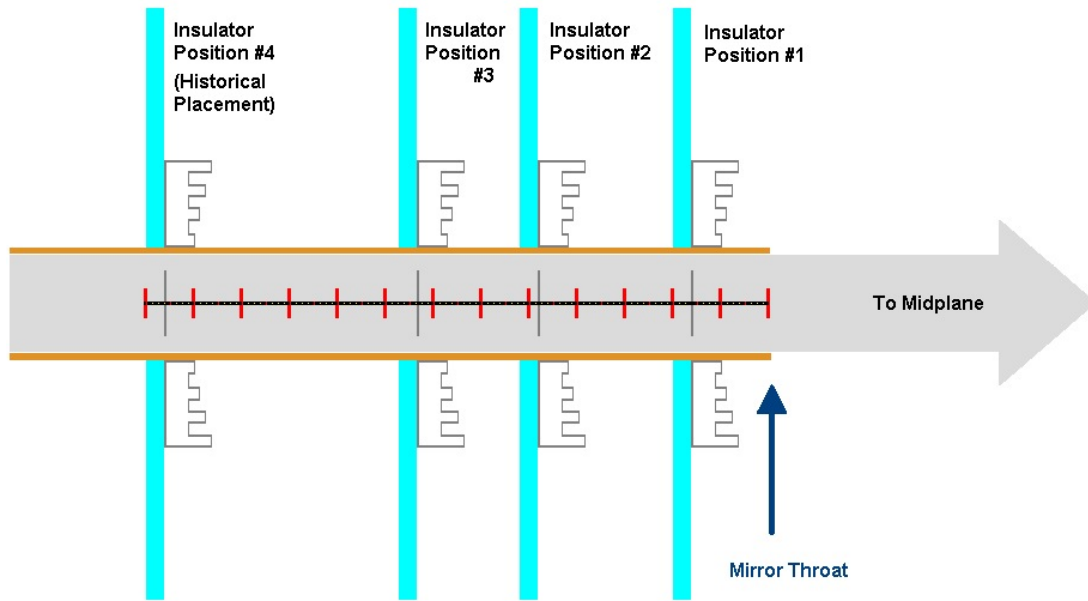 Insulator
Position #4
(Historical
Placement)
Insulator
Position
#3
Insulator
Position #2
Insulator
Position #1
To Midplane
Mirror Throat